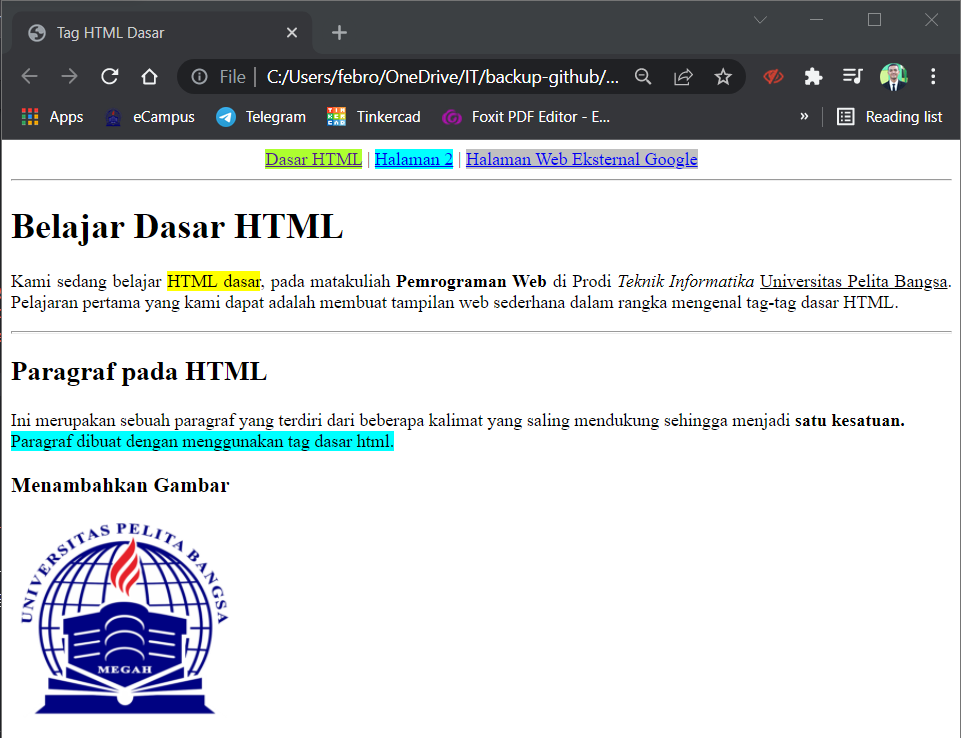 Tag HTML Dasar
File | C:/Users/febro/OneDrive/IT/backup-github/...
Apps eCampus Telegram Tinkercad Foxit PDF Editor - E... » Reading list
Dasar HTML | Halaman 2 | Halaman Web Eksternal Google
Belajar Dasar HTML
Kami sedang belajar HTML dasar, pada matakuliah Pemrograman Web di Prodi Teknik Informatika Universitas Pelita Bangsa.
Pelajaran pertama yang kami dapat adalah membuat tampilan web sederhana dalam rangka mengenal tag-tag dasar HTML.
Paragraf pada HTML
Ini merupakan sebuah paragraf yang terdiri dari beberapa kalimat yang saling mendukung sehingga menjadi satu kesatuan.
Paragraf dibuat dengan menggunakan tag dasar html.
Menambahkan Gambar
UNIVERSITAS PELITA BANGSA
MEGAH